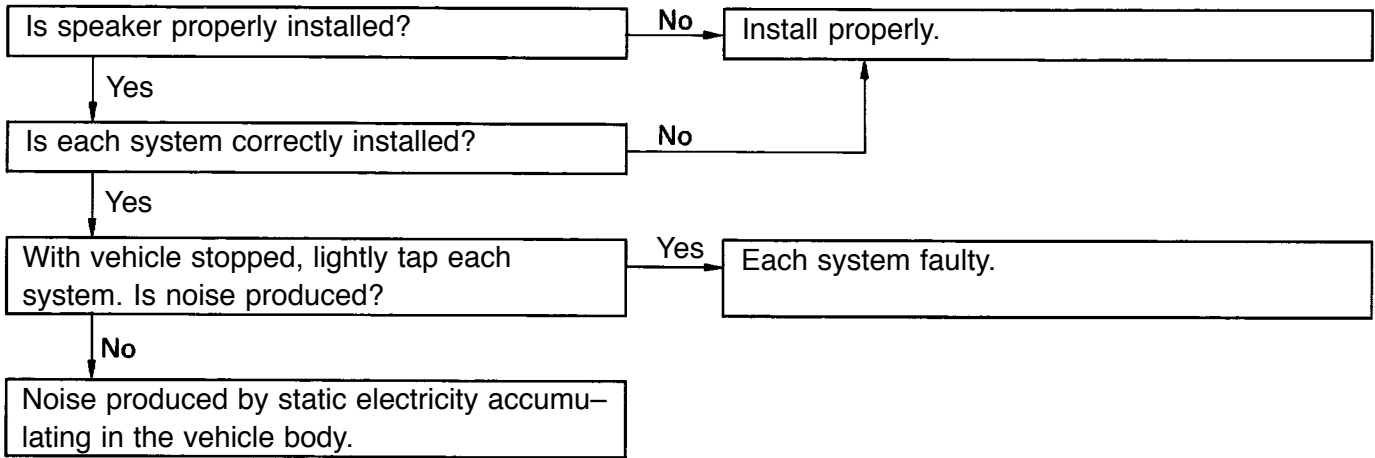 Is speaker properly installed?
No
Install properly.
Yes
Is each system correctly installed?
No
Yes
With vehicle stopped, lightly tap each
system. Is noise produced?
Yes
Each system faulty.
No
Noise produced by static electricity accumu–
lating in the vehicle body.